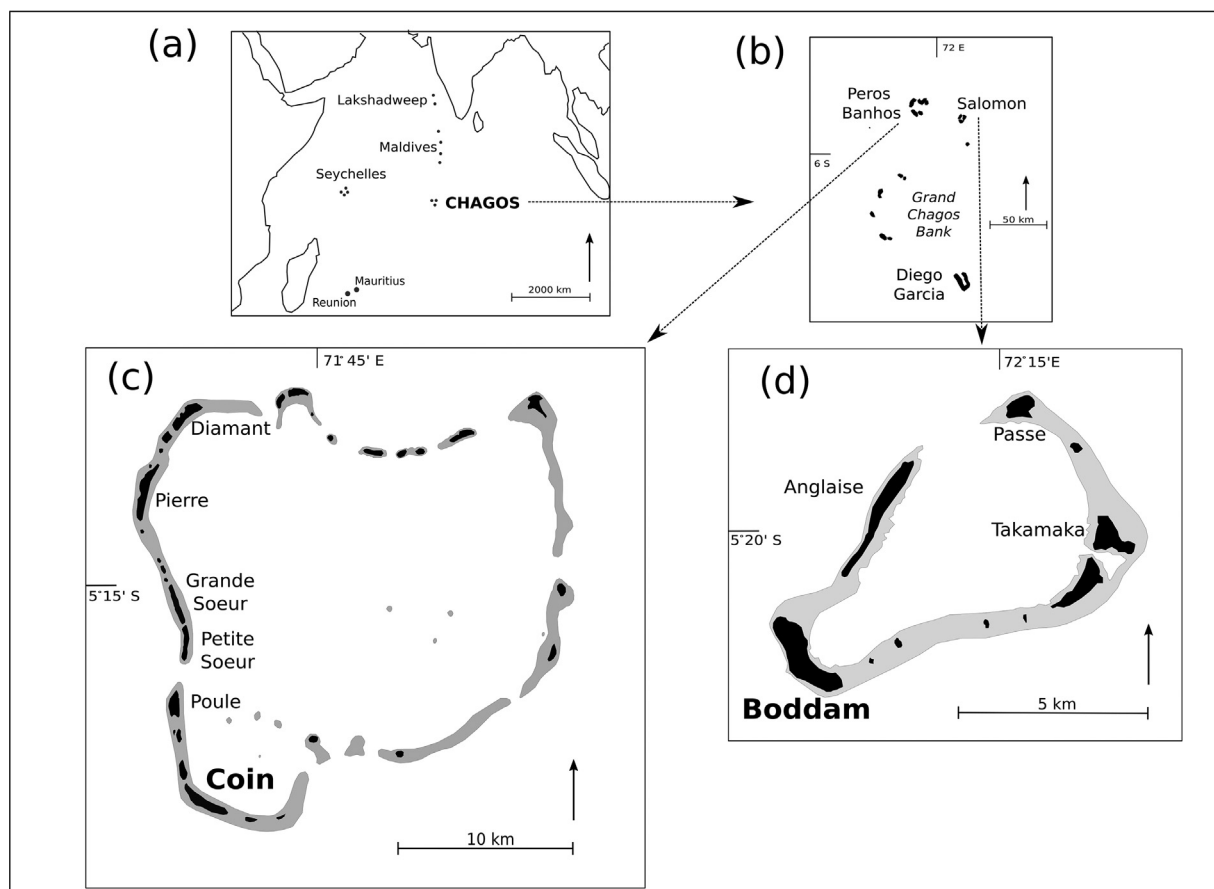 (a)
Lakshadweep
Maldives
Seychelles
CHAGOS
Mauritius
Reunion
2000 km
(b)
72 E
Peros
Banhos
Salomon
6 S
Grand
Chagos
Bank
50 km
Diego
Garcia
(c)
71°45' E
Diamant
Pierre
5°15' S
Grande
Soeur
Petite
Soeur
Poule
Coin
10 km
(d)
72°15'E
Passe
Anglaise
5°20' S
Takamaka
Boddam
5 km